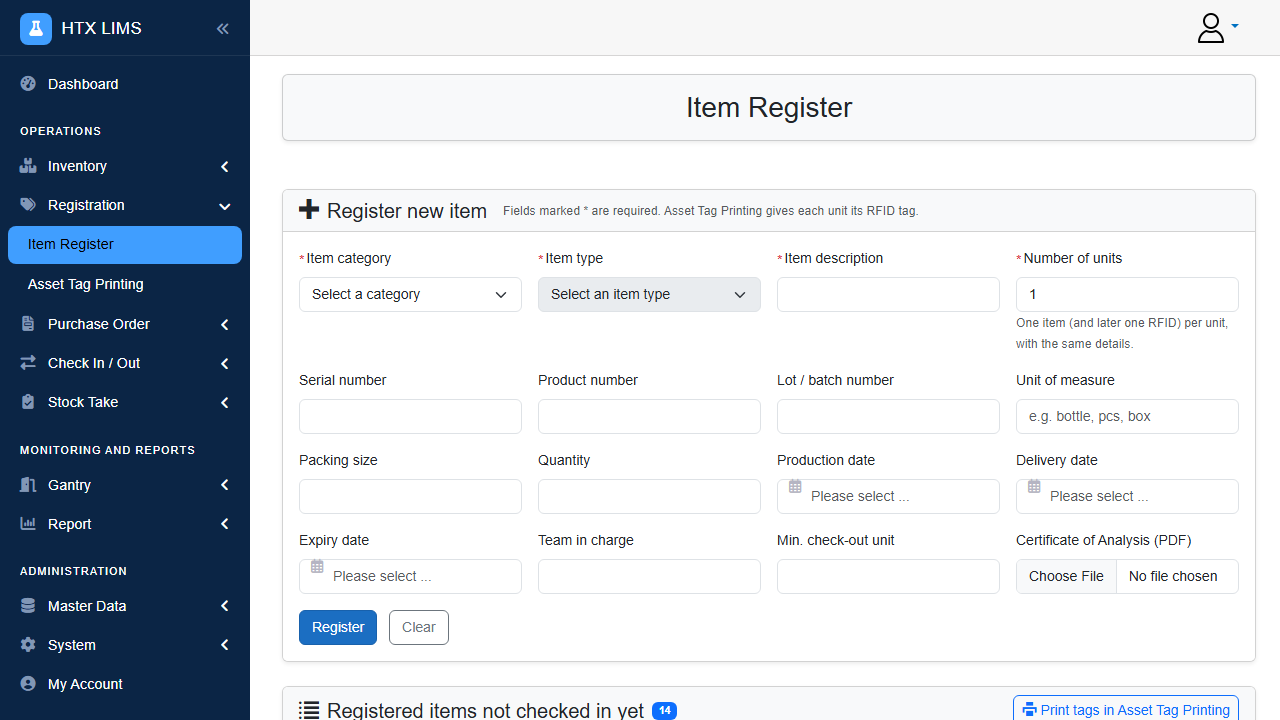 HTX LIMS
Dashboard
OPERATIONS
Inventory
Registration
Item Register
Asset Tag Printing
Purchase Order
Check In / Out
Stock Take
MONITORING AND REPORTS
Gantry
Report
ADMINISTRATION
Master Data
System
My Account
Item Register
Register new item Fields marked * are required. Asset Tag Printing gives each unit its RFID tag.
*Item category *Item type *Item description *Number of units
Select a category Select an item type 1
One item (and later one RFID) per unit,
with the same details.
Serial number Product number Lot / batch number Unit of measure
e.g. bottle, pcs, box
Packing size Quantity Production date Delivery date
Please select ... Please select ...
Expiry date Team in charge Min. check-out unit Certificate of Analysis (PDF)
Please select ... Choose File No file chosen
Register Clear
Registered items not checked in yet 14 Print tags in Asset Tag Printing